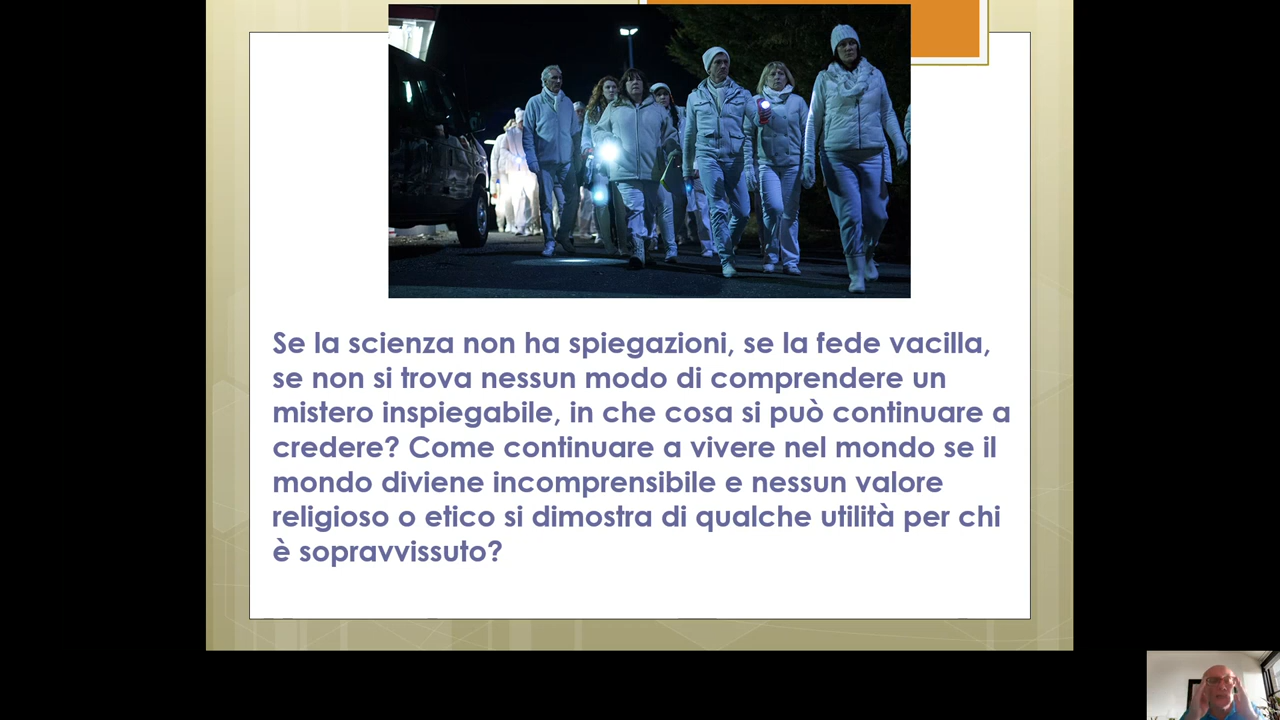 Se la scienza non ha spiegazioni, se la fede vacilla,
se non si trova nessun modo di comprendere un
mistero inspiegabile, in che cosa si può continuare a
credere? Come continuare a vivere nel mondo se il
mondo diviene incomprensibile e nessun valore
religioso o etico si dimostra di qualche utilità per chi
è sopravvissuto?